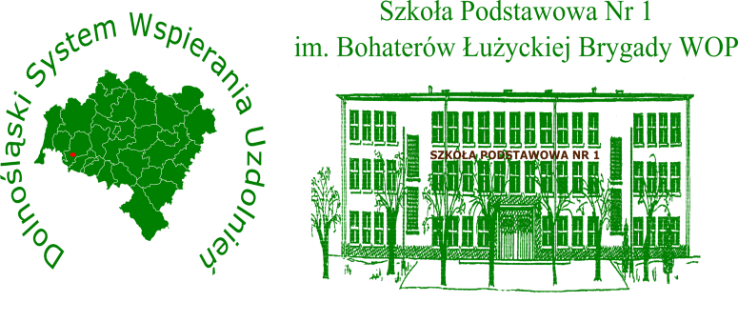 Dolnośląski System Wspierania Uzdolnień
Szkoła Podstawowa Nr 1
im. Bohaterów Łużyckiej Brygady WOP
SZKOŁA PODSTAWOWA NR 1